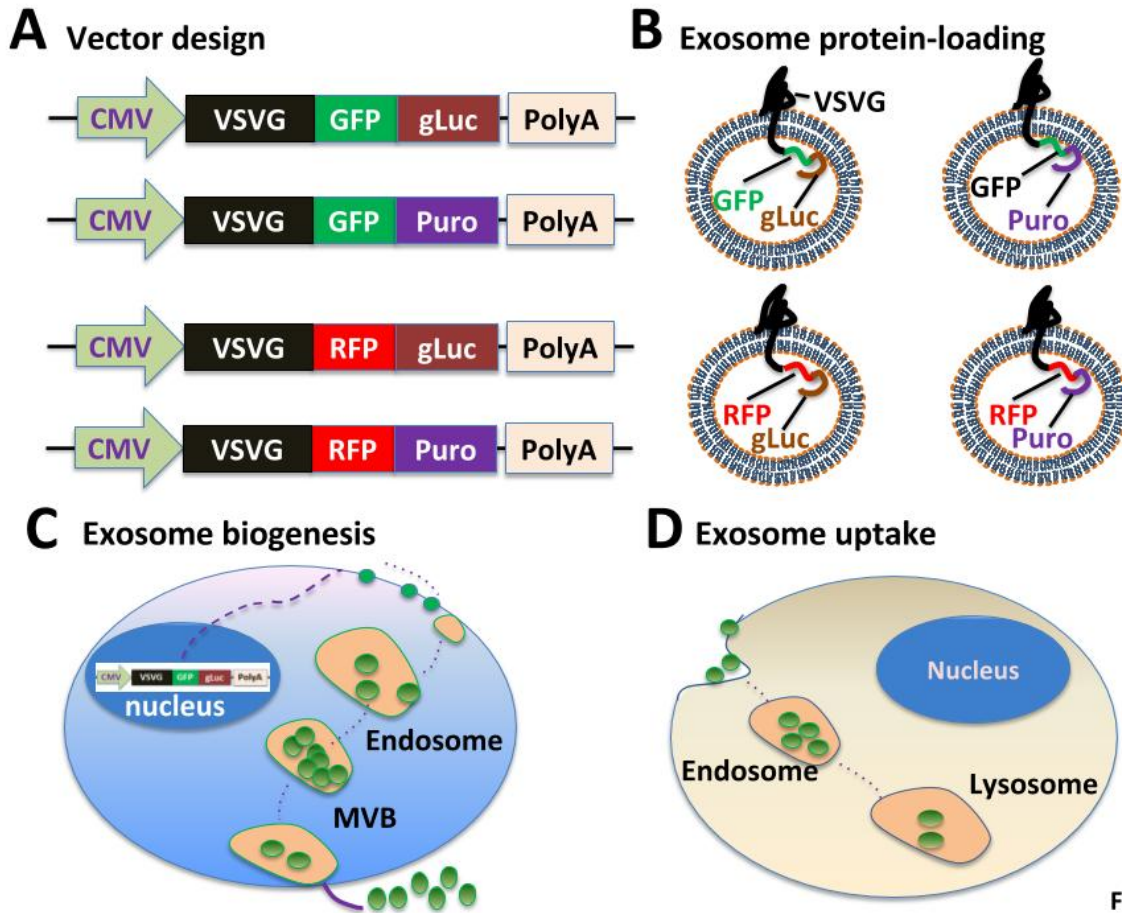 A Vector design
CMV VSVG GFP gLuc PolyA
CMV VSVG GFP Puro PolyA
CMV VSVG RFP gLuc PolyA
CMV VSVG RFP Puro PolyA
B Exosome protein-loading
VSVG
GFP
gLuc
GFP
Puro
RFP
gLuc
RFP
Puro
C Exosome biogenesis
CMV VSVG GFP gLuc PolyA
nucleus
Endosome
MVB
D Exosome uptake
Nucleus
Endosome
Lysosome
F